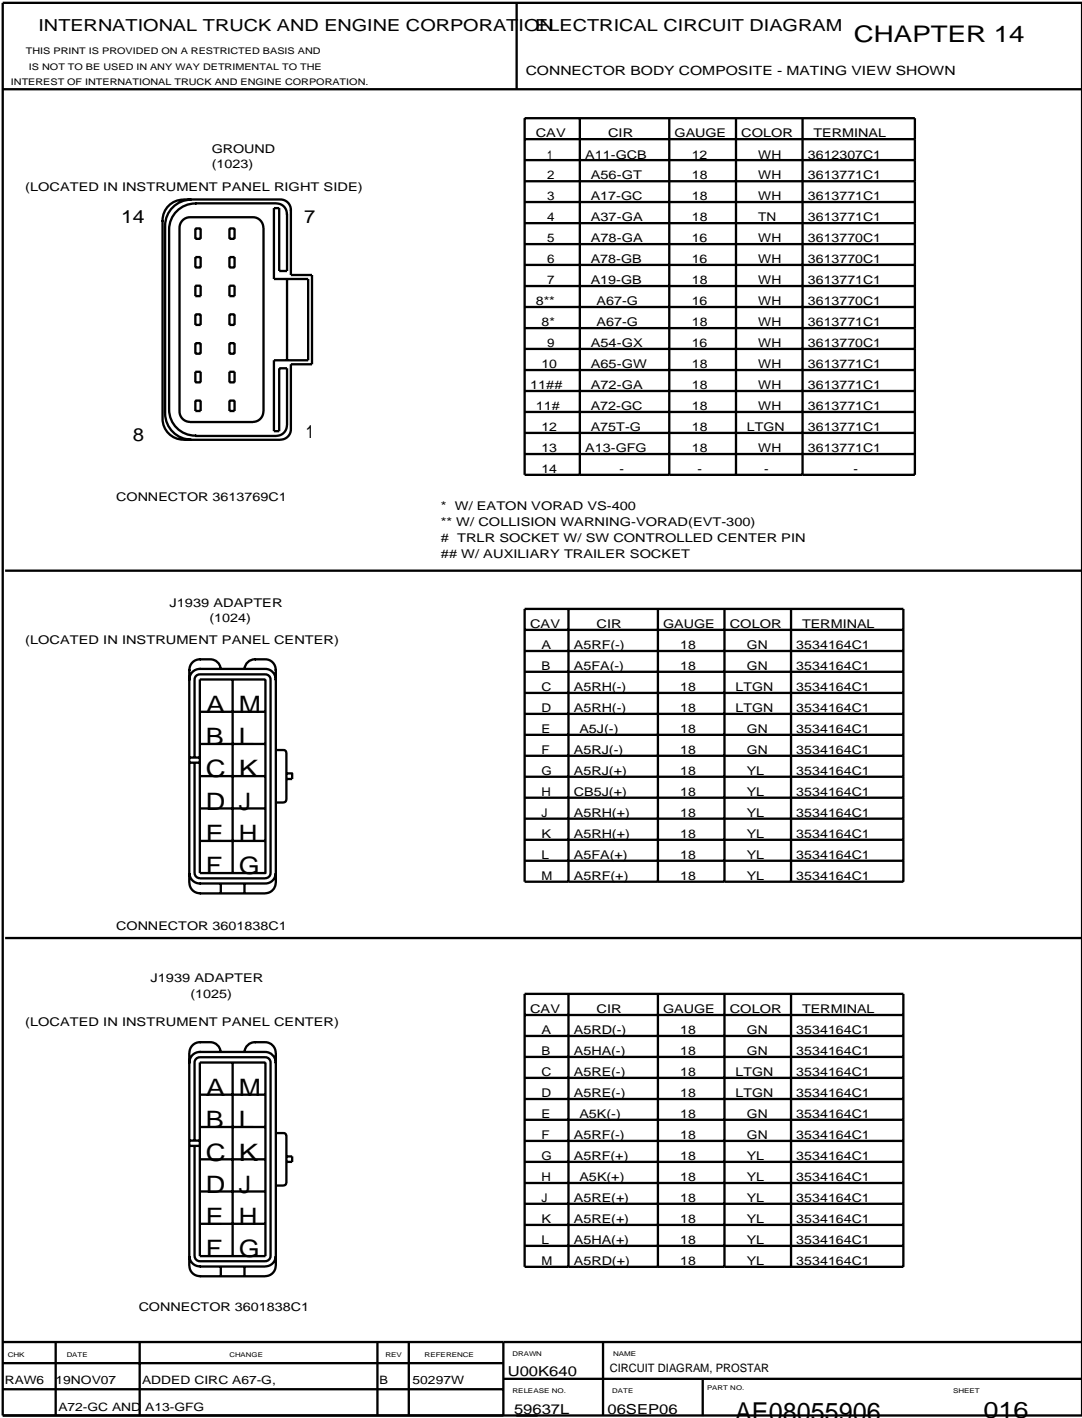 INTERNATIONAL TRUCK AND ENGINE CORPORATION
THIS PRINT IS PROVIDED ON A RESTRICTED BASIS AND
IS NOT TO BE USED IN ANY WAY DETRIMENTAL TO THE
INTEREST OF INTERNATIONAL TRUCK AND ENGINE CORPORATION.
ELECTRICAL CIRCUIT DIAGRAM
CHAPTER 14
CONNECTOR BODY COMPOSITE - MATING VIEW SHOWN
GROUND
(1023)
(LOCATED IN INSTRUMENT PANEL RIGHT SIDE)
14 7
8 1
CONNECTOR 3613769C1
CAV CIR GAUGE COLOR TERMINAL
1 A11-GCB 12 WH 3612307C1
2 A56-GT 18 WH 3613771C1
3 A17-GC 18 WH 3613771C1
4 A37-GA 18 TN 3613771C1
5 A78-GA 16 WH 3613770C1
6 A78-GB 16 WH 3613770C1
7 A19-GB 18 WH 3613771C1
8** A67-G 16 WH 3613770C1
8* A67-G 18 WH 3613771C1
9 A54-GX 16 WH 3613770C1
10 A65-GW 18 WH 3613771C1
11## A72-GA 18 WH 3613771C1
11# A72-GC 18 WH 3613771C1
12 A75T-G 18 LTGN 3613771C1
13 A13-GFG 18 WH 3613771C1
14 - - - -
* W/ EATON VORAD VS-400
** W/ COLLISION WARNING-VORAD(EVT-300)
# TRLR SOCKET W/ SW CONTROLLED CENTER PIN
## W/ AUXILIARY TRAILER SOCKET
J1939 ADAPTER
(1024)
(LOCATED IN INSTRUMENT PANEL CENTER)
A M
B L
C K
D J
E H
F G
CONNECTOR 3601838C1
CAV CIR GAUGE COLOR TERMINAL
A A5RF(-) 18 GN 3534164C1
B A5FA(-) 18 GN 3534164C1
C A5RH(-) 18 LTGN 3534164C1
D A5RH(-) 18 LTGN 3534164C1
E A5J(-) 18 GN 3534164C1
F A5RJ(-) 18 GN 3534164C1
G A5RJ(+) 18 YL 3534164C1
H CB5J(+) 18 YL 3534164C1
J A5RH(+) 18 YL 3534164C1
K A5RH(+) 18 YL 3534164C1
L A5FA(+) 18 YL 3534164C1
M A5RF(+) 18 YL 3534164C1
J1939 ADAPTER
(1025)
(LOCATED IN INSTRUMENT PANEL CENTER)
A M
B L
C K
D J
E H
F G
CONNECTOR 3601838C1
CAV CIR GAUGE COLOR TERMINAL
A A5RD(-) 18 GN 3534164C1
B A5HA(-) 18 GN 3534164C1
C A5RE(-) 18 LTGN 3534164C1
D A5RE(-) 18 LTGN 3534164C1
E A5K(-) 18 GN 3534164C1
F A5RF(-) 18 GN 3534164C1
G A5RF(+) 18 YL 3534164C1
H A5K(+) 18 YL 3534164C1
J A5RE(+) 18 YL 3534164C1
K A5RE(+) 18 YL 3534164C1
L A5HA(+) 18 YL 3534164C1
M A5RD(+) 18 YL 3534164C1
CHK DATE CHANGE REV REFERENCE
RAW6 19NOV07 ADDED CIRC A67-G, B 50297W
A72-GC AND A13-GFG
DRAWN
U00K640
NAME
CIRCUIT DIAGRAM, PROSTAR
RELEASE NO.
59637L
DATE
06SEP06
PART NO.
AE08055906
SHEET
016